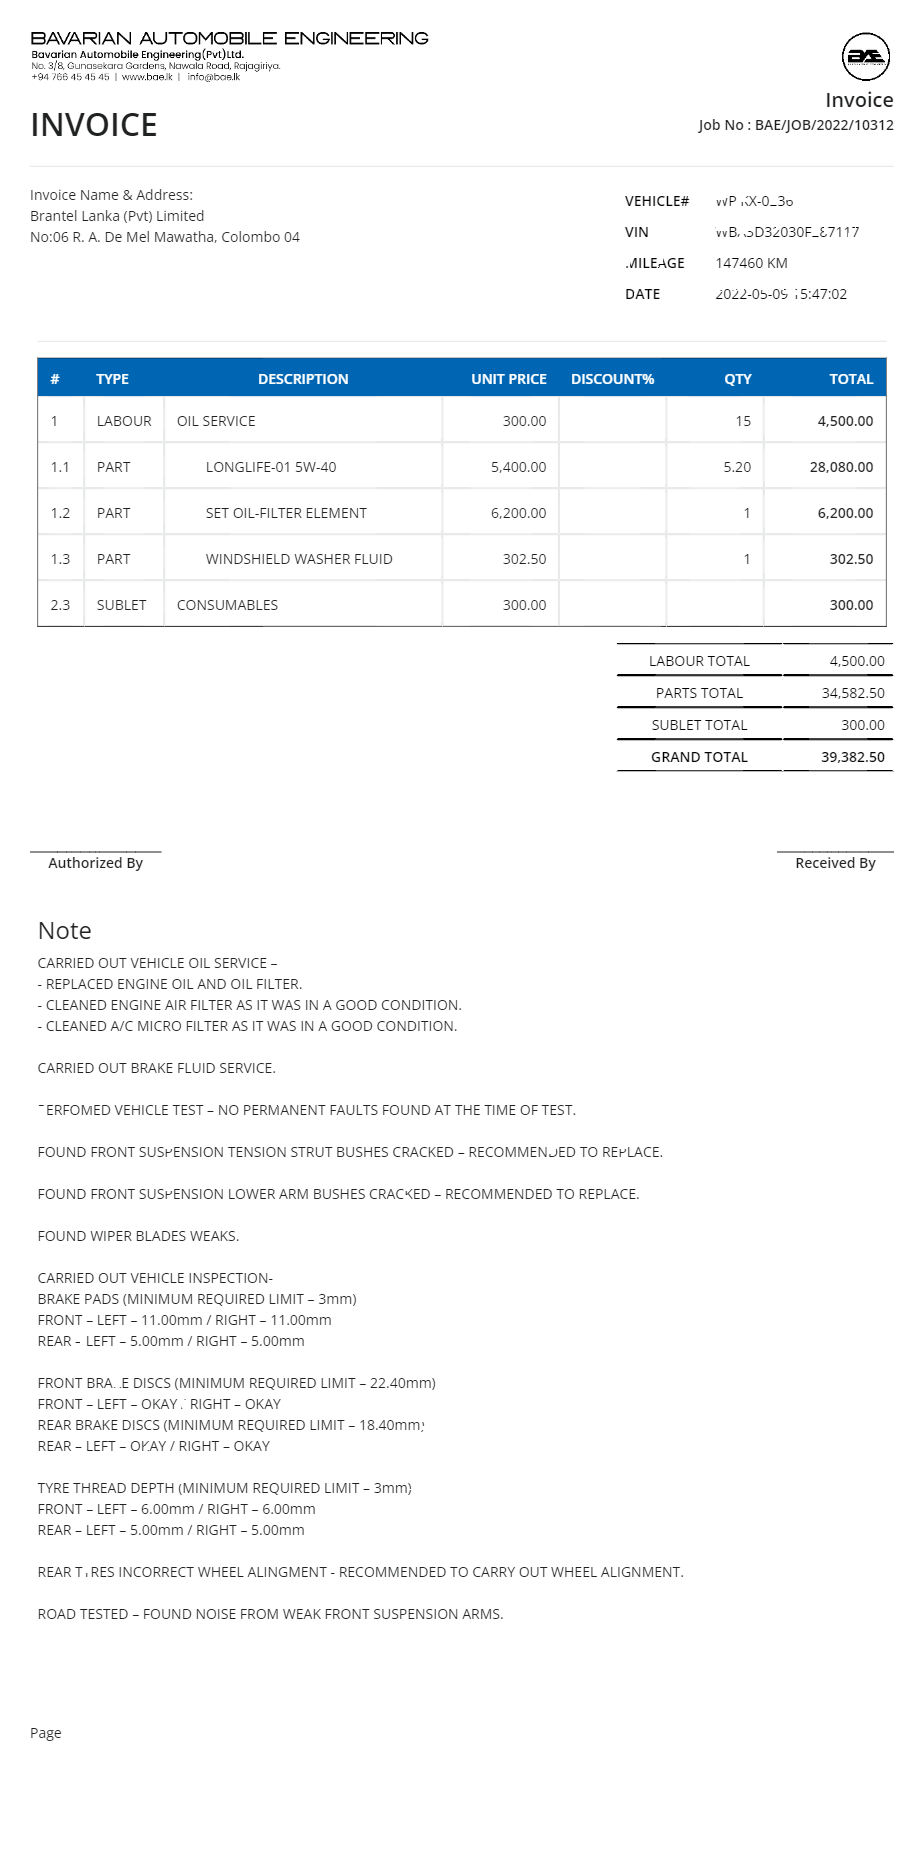 BAVARIAN AUTOMOBILE ENGINEERING
Bavarian Automobile Engineering(Pvt)Ltd.
No. 3/8, Gunasekara Gardens, Nawala Road, Rajagiriya.
+94 766 45 45 45 | www.bae.lk | info@bae.lk
BAE
Invoice
INVOICE
Job No : BAE/JOB/2022/10312
Invoice Name & Address:
Brantel Lanka (Pvt) Limited
No:06 R. A. De Mel Mawatha, Colombo 04
VEHICLE#
VIN
MILEAGE 147460 KM
DATE 2022-05-09 15:47:02
# TYPE DESCRIPTION UNIT PRICE DISCOUNT% QTY TOTAL
1 LABOUR OIL SERVICE 300.00 15 4,500.00
1.1 PART LONGLIFE-01 5W-40 5,400.00 5.20 28,080.00
1.2 PART SET OIL-FILTER ELEMENT 6,200.00 1 6,200.00
1.3 PART WINDSHIELD WASHER FLUID 302.50 1 302.50
2.3 SUBLET CONSUMABLES 300.00 300.00
LABOUR TOTAL 4,500.00
PARTS TOTAL 34,582.50
SUBLET TOTAL 300.00
GRAND TOTAL 39,382.50
Authorized By Received By
Note
CARRIED OUT VEHICLE OIL SERVICE –
- REPLACED ENGINE OIL AND OIL FILTER.
- CLEANED ENGINE AIR FILTER AS IT WAS IN A GOOD CONDITION.
- CLEANED A/C MICRO FILTER AS IT WAS IN A GOOD CONDITION.
CARRIED OUT BRAKE FLUID SERVICE.
PERFOMED VEHICLE TEST – NO PERMANENT FAULTS FOUND AT THE TIME OF TEST.
FOUND FRONT SUSPENSION TENSION STRUT BUSHES CRACKED – RECOMMENDED TO REPLACE.
FOUND FRONT SUSPENSION LOWER ARM BUSHES CRACKED – RECOMMENDED TO REPLACE.
FOUND WIPER BLADES WEAKS.
CARRIED OUT VEHICLE INSPECTION-
BRAKE PADS (MINIMUM REQUIRED LIMIT – 3mm)
FRONT – LEFT – 11.00mm / RIGHT – 11.00mm
REAR - LEFT – 5.00mm / RIGHT – 5.00mm
FRONT BRAKE DISCS (MINIMUM REQUIRED LIMIT – 22.40mm)
FRONT – LEFT – OKAY / RIGHT – OKAY
REAR BRAKE DISCS (MINIMUM REQUIRED LIMIT – 18.40mm)
REAR – LEFT – OKAY / RIGHT – OKAY
TYRE THREAD DEPTH (MINIMUM REQUIRED LIMIT – 3mm)
FRONT – LEFT – 6.00mm / RIGHT – 6.00mm
REAR – LEFT – 5.00mm / RIGHT – 5.00mm
REAR TYRES INCORRECT WHEEL ALINGMENT - RECOMMENDED TO CARRY OUT WHEEL ALIGNMENT.
ROAD TESTED – FOUND NOISE FROM WEAK FRONT SUSPENSION ARMS.
Page